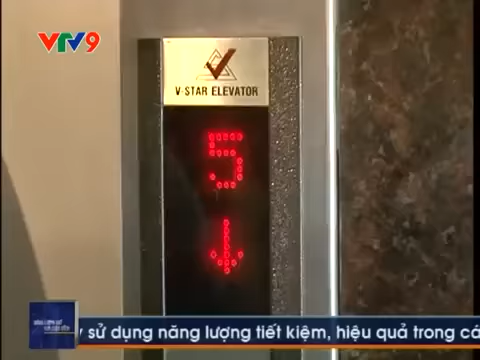 VTV9
V-STAR ELEVATOR
5
y sử dụng năng lượng tiết kiệm, hiệu quả trong cá